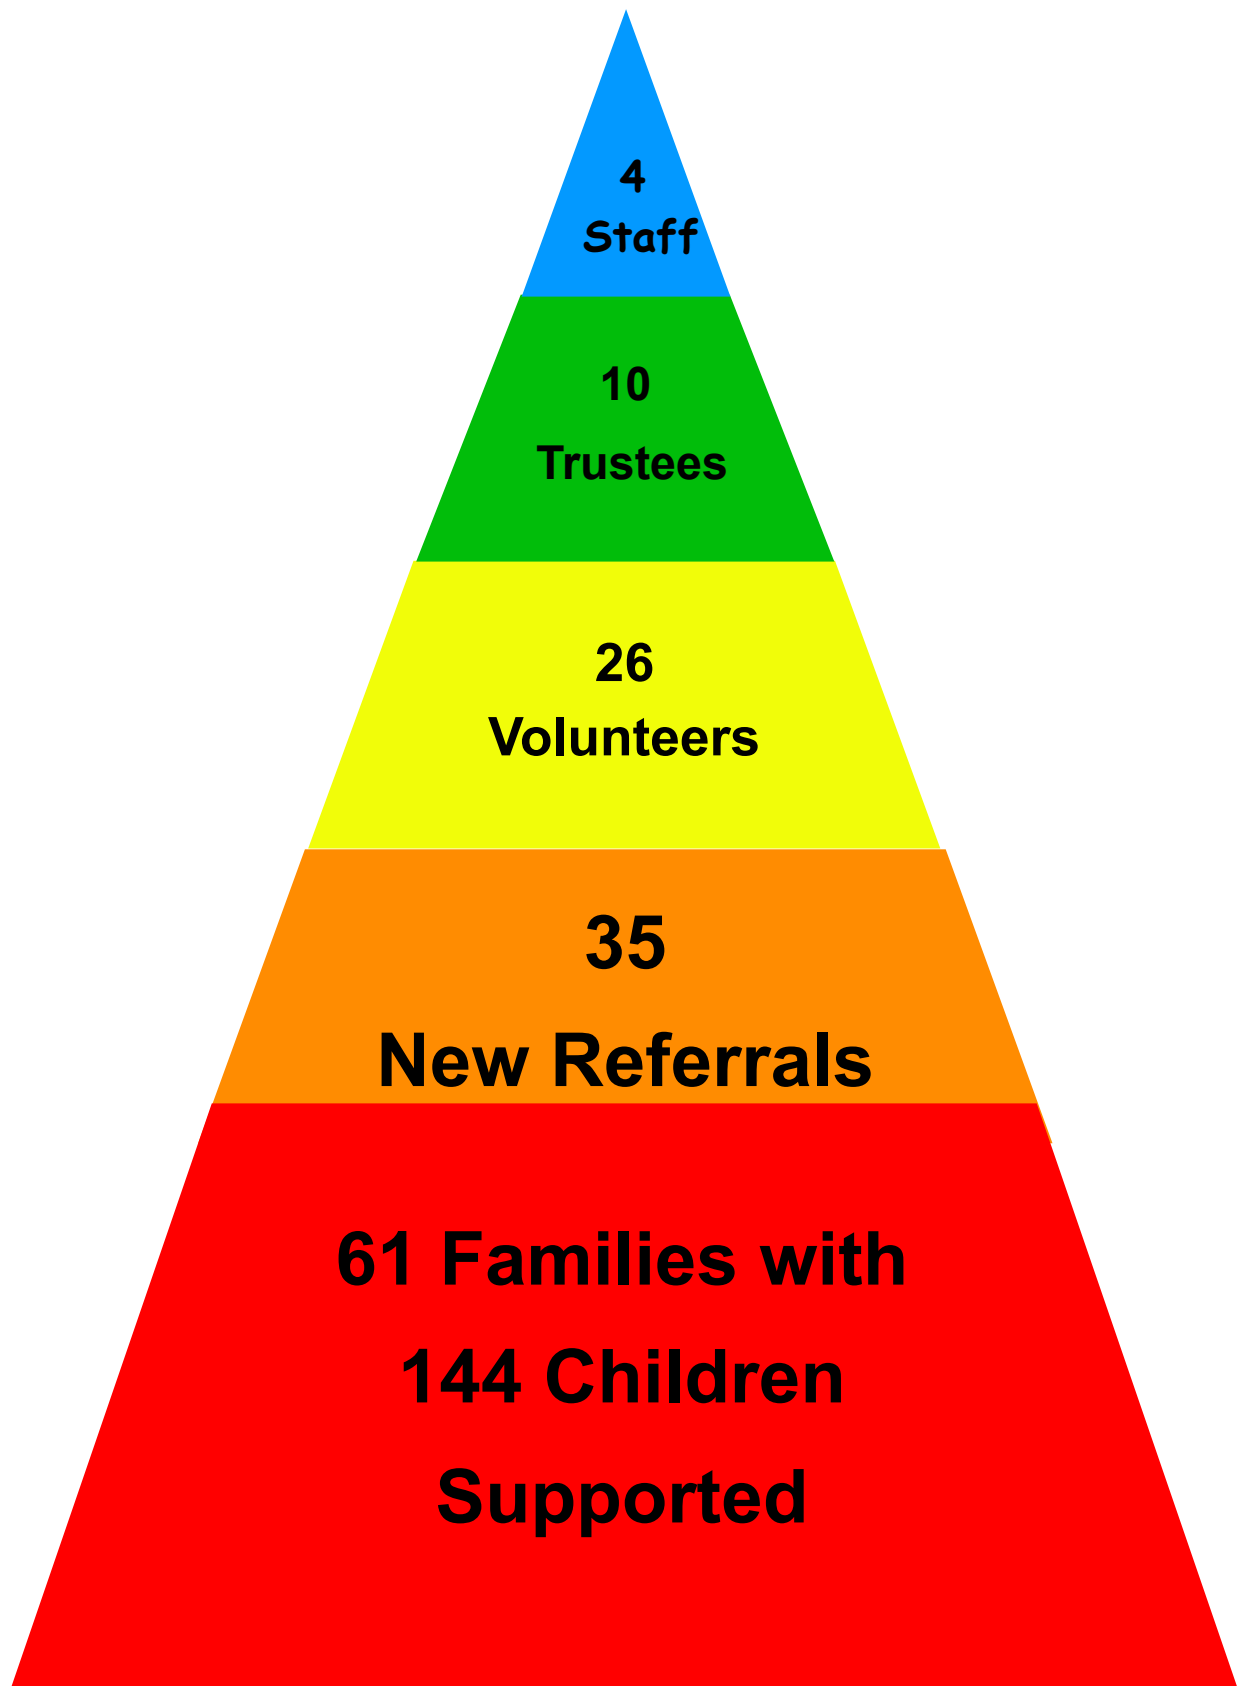 4
Staff
10
Trustees
26
Volunteers
35
New Referrals
61 Families with
144 Children
Supported